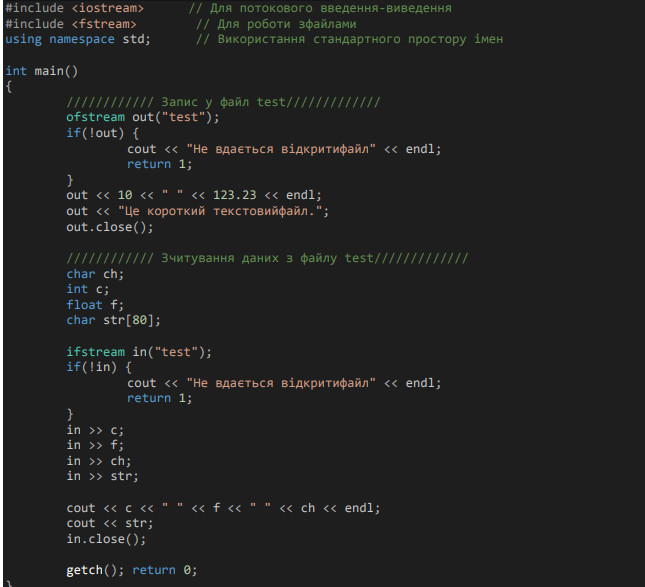 #include <iostream>      // Для потокового введення-виведення
#include <fstream>        // Для роботи зфайлами
using namespace std;      // Використання стандартного простору імен
int main()
{
//////////// Запис у файл test/////////////
ofstream out("test");
if(!out) {
cout << "Не вдається відкритифайл" << endl;
return 1;
}
out << 10 << " " << 123.23 << endl;
out << "Це короткий текстовийфайл.";
out.close();
//////////// Зчитування даних з файлу test/////////////
char ch;
int c;
float f;
char str[80];
ifstream in("test");
if(!in) {
cout << "Не вдається відкритифайл" << endl;
return 1;
}
in >> c;
in >> f;
in >> ch;
in >> str;
cout << c << " " << f << " " << ch << endl;
cout << str;
in.close();
getch(); return 0;
}